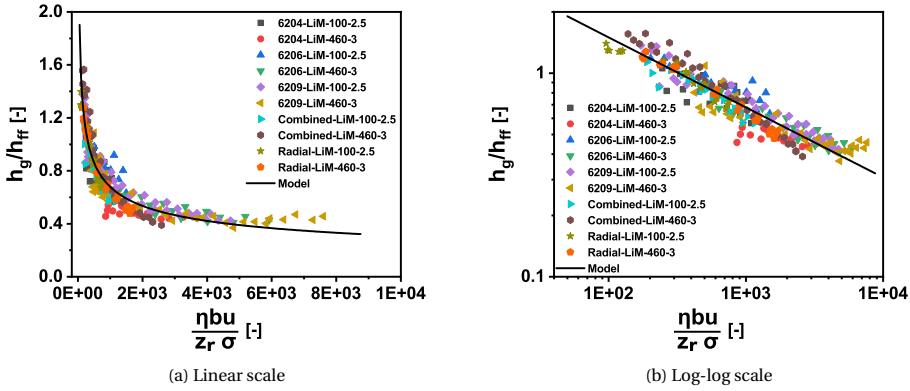 2.0
1.6
1.2
0.8
0.4
0.0
h_g/h_ff [-]
6204-LiM-100-2.5
6204-LiM-460-3
6206-LiM-100-2.5
6206-LiM-460-3
6209-LiM-100-2.5
6209-LiM-460-3
Combined-LiM-100-2.5
Combined-LiM-460-3
Radial-LiM-100-2.5
Radial-LiM-460-3
Model
0E+00 2E+03 4E+03 6E+03 8E+03 1E+04
ηbu
z_r σ [-]
(a) Linear scale
1
0.1
h_g/h_ff [-]
6204-LiM-100-2.5
6204-LiM-460-3
6206-LiM-100-2.5
6206-LiM-460-3
6209-LiM-100-2.5
6209-LiM-460-3
Combined-LiM-100-2.5
Combined-LiM-460-3
Radial-LiM-100-2.5
Radial-LiM-460-3
Model
1E+02 1E+03 1E+04
ηbu
z_r σ [-]
(b) Log-log scale